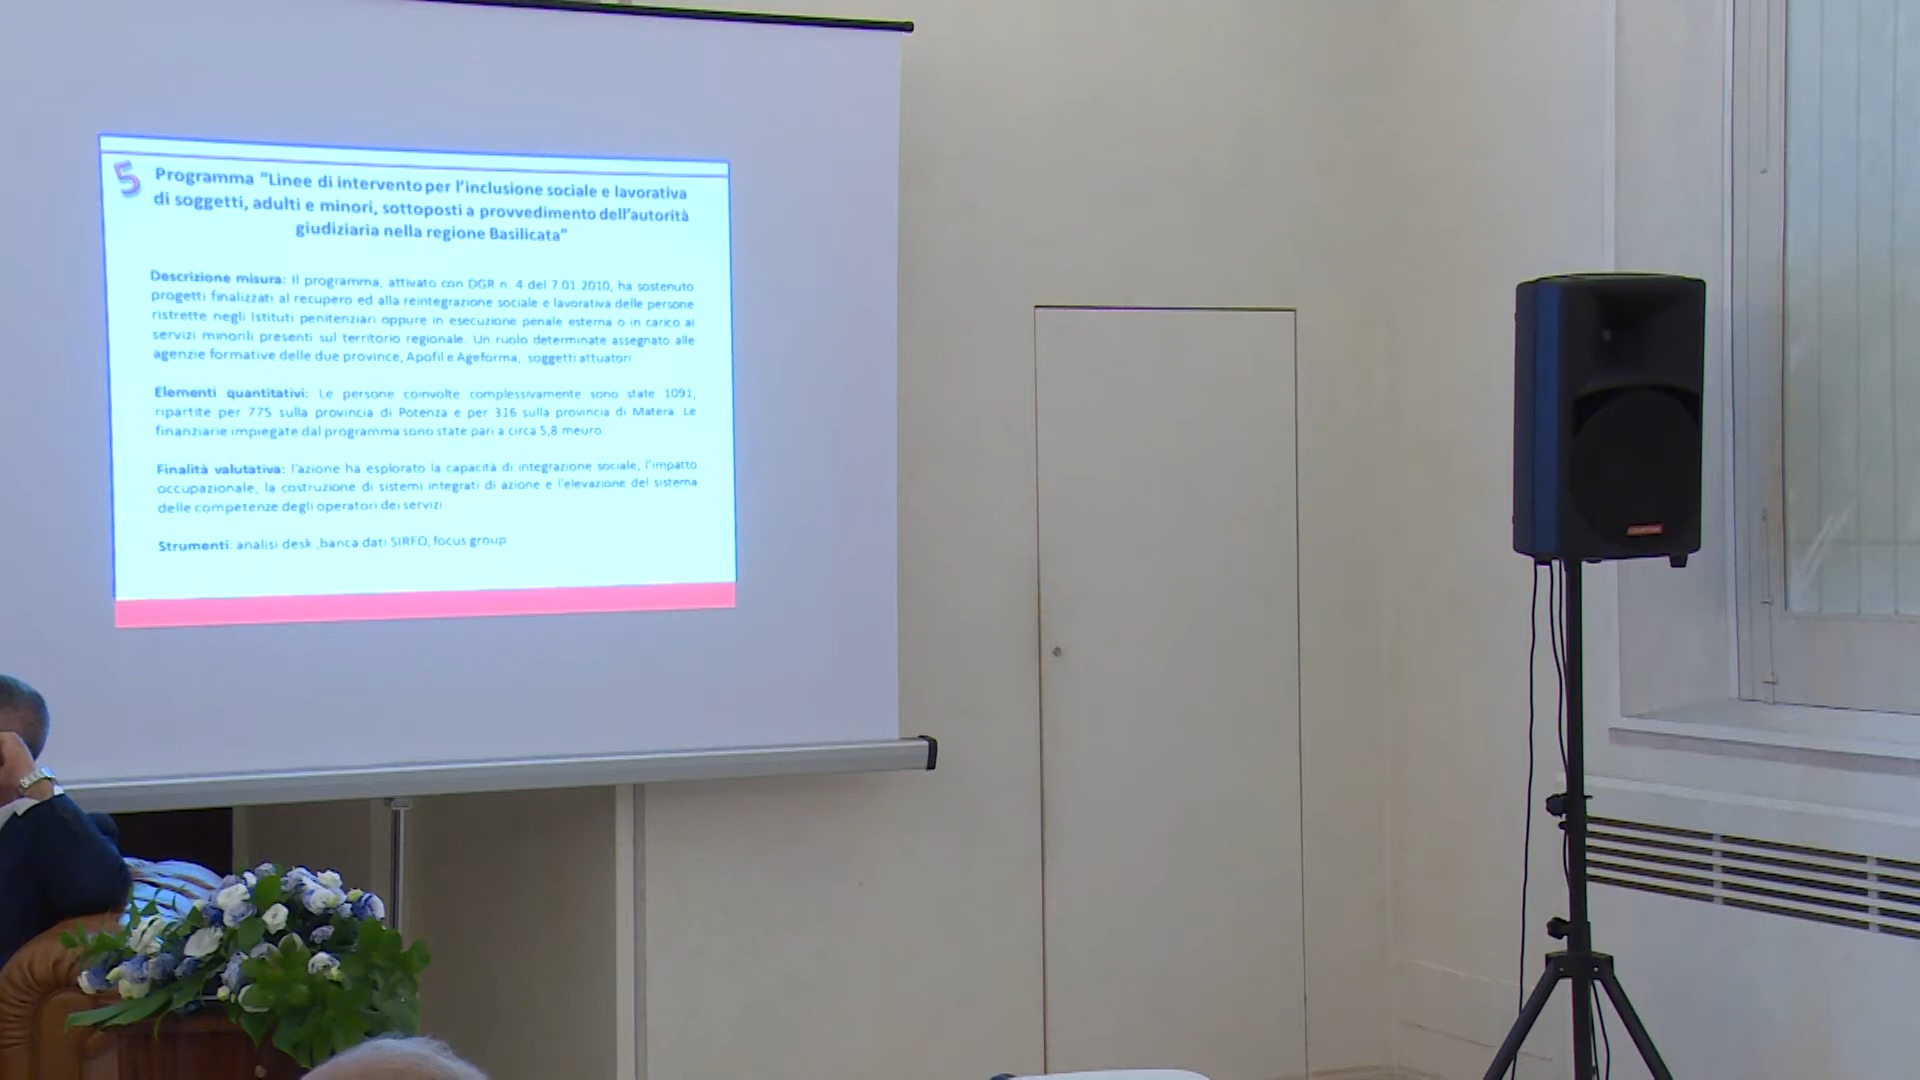 5
Programma "Linee di intervento per l'inclusione sociale e lavorativa
di soggetti, adulti e minori, sottoposti a provvedimento dell'autorità
giudiziaria nella regione Basilicata"
Descrizione misura: Il programma, attivato con DGR n. 4 del 7.01.2010, ha sostenuto
progetti finalizzati al recupero ed alla reintegrazione sociale e lavorativa delle persone
ristrette negli Istituti penitenziari oppure in esecuzione penale esterna o in carico ai
servizi minorili presenti sul territorio regionale. Un ruolo determinate assegnato alle
agenzie formative delle due province, Apofil e Ageforma, soggetti attuatori
Elementi quantitativi: Le persone coinvolte complessivamente sono state 1091,
ripartite per 775 sulla provincia di Potenza e per 316 sulla provincia di Matera. Le
finanziarie impiegate dal programma sono state pari a circa 5,8 meuro
Finalità valutativa: l'azione ha esplorato la capacità di integrazione sociale, l'impatto
occupazionale, la costruzione di sistemi integrati di azione e l'elevazione del sistema
delle competenze degli operatori dei servizi
Strumenti: analisi desk ,banca dati SIRFO, focus group